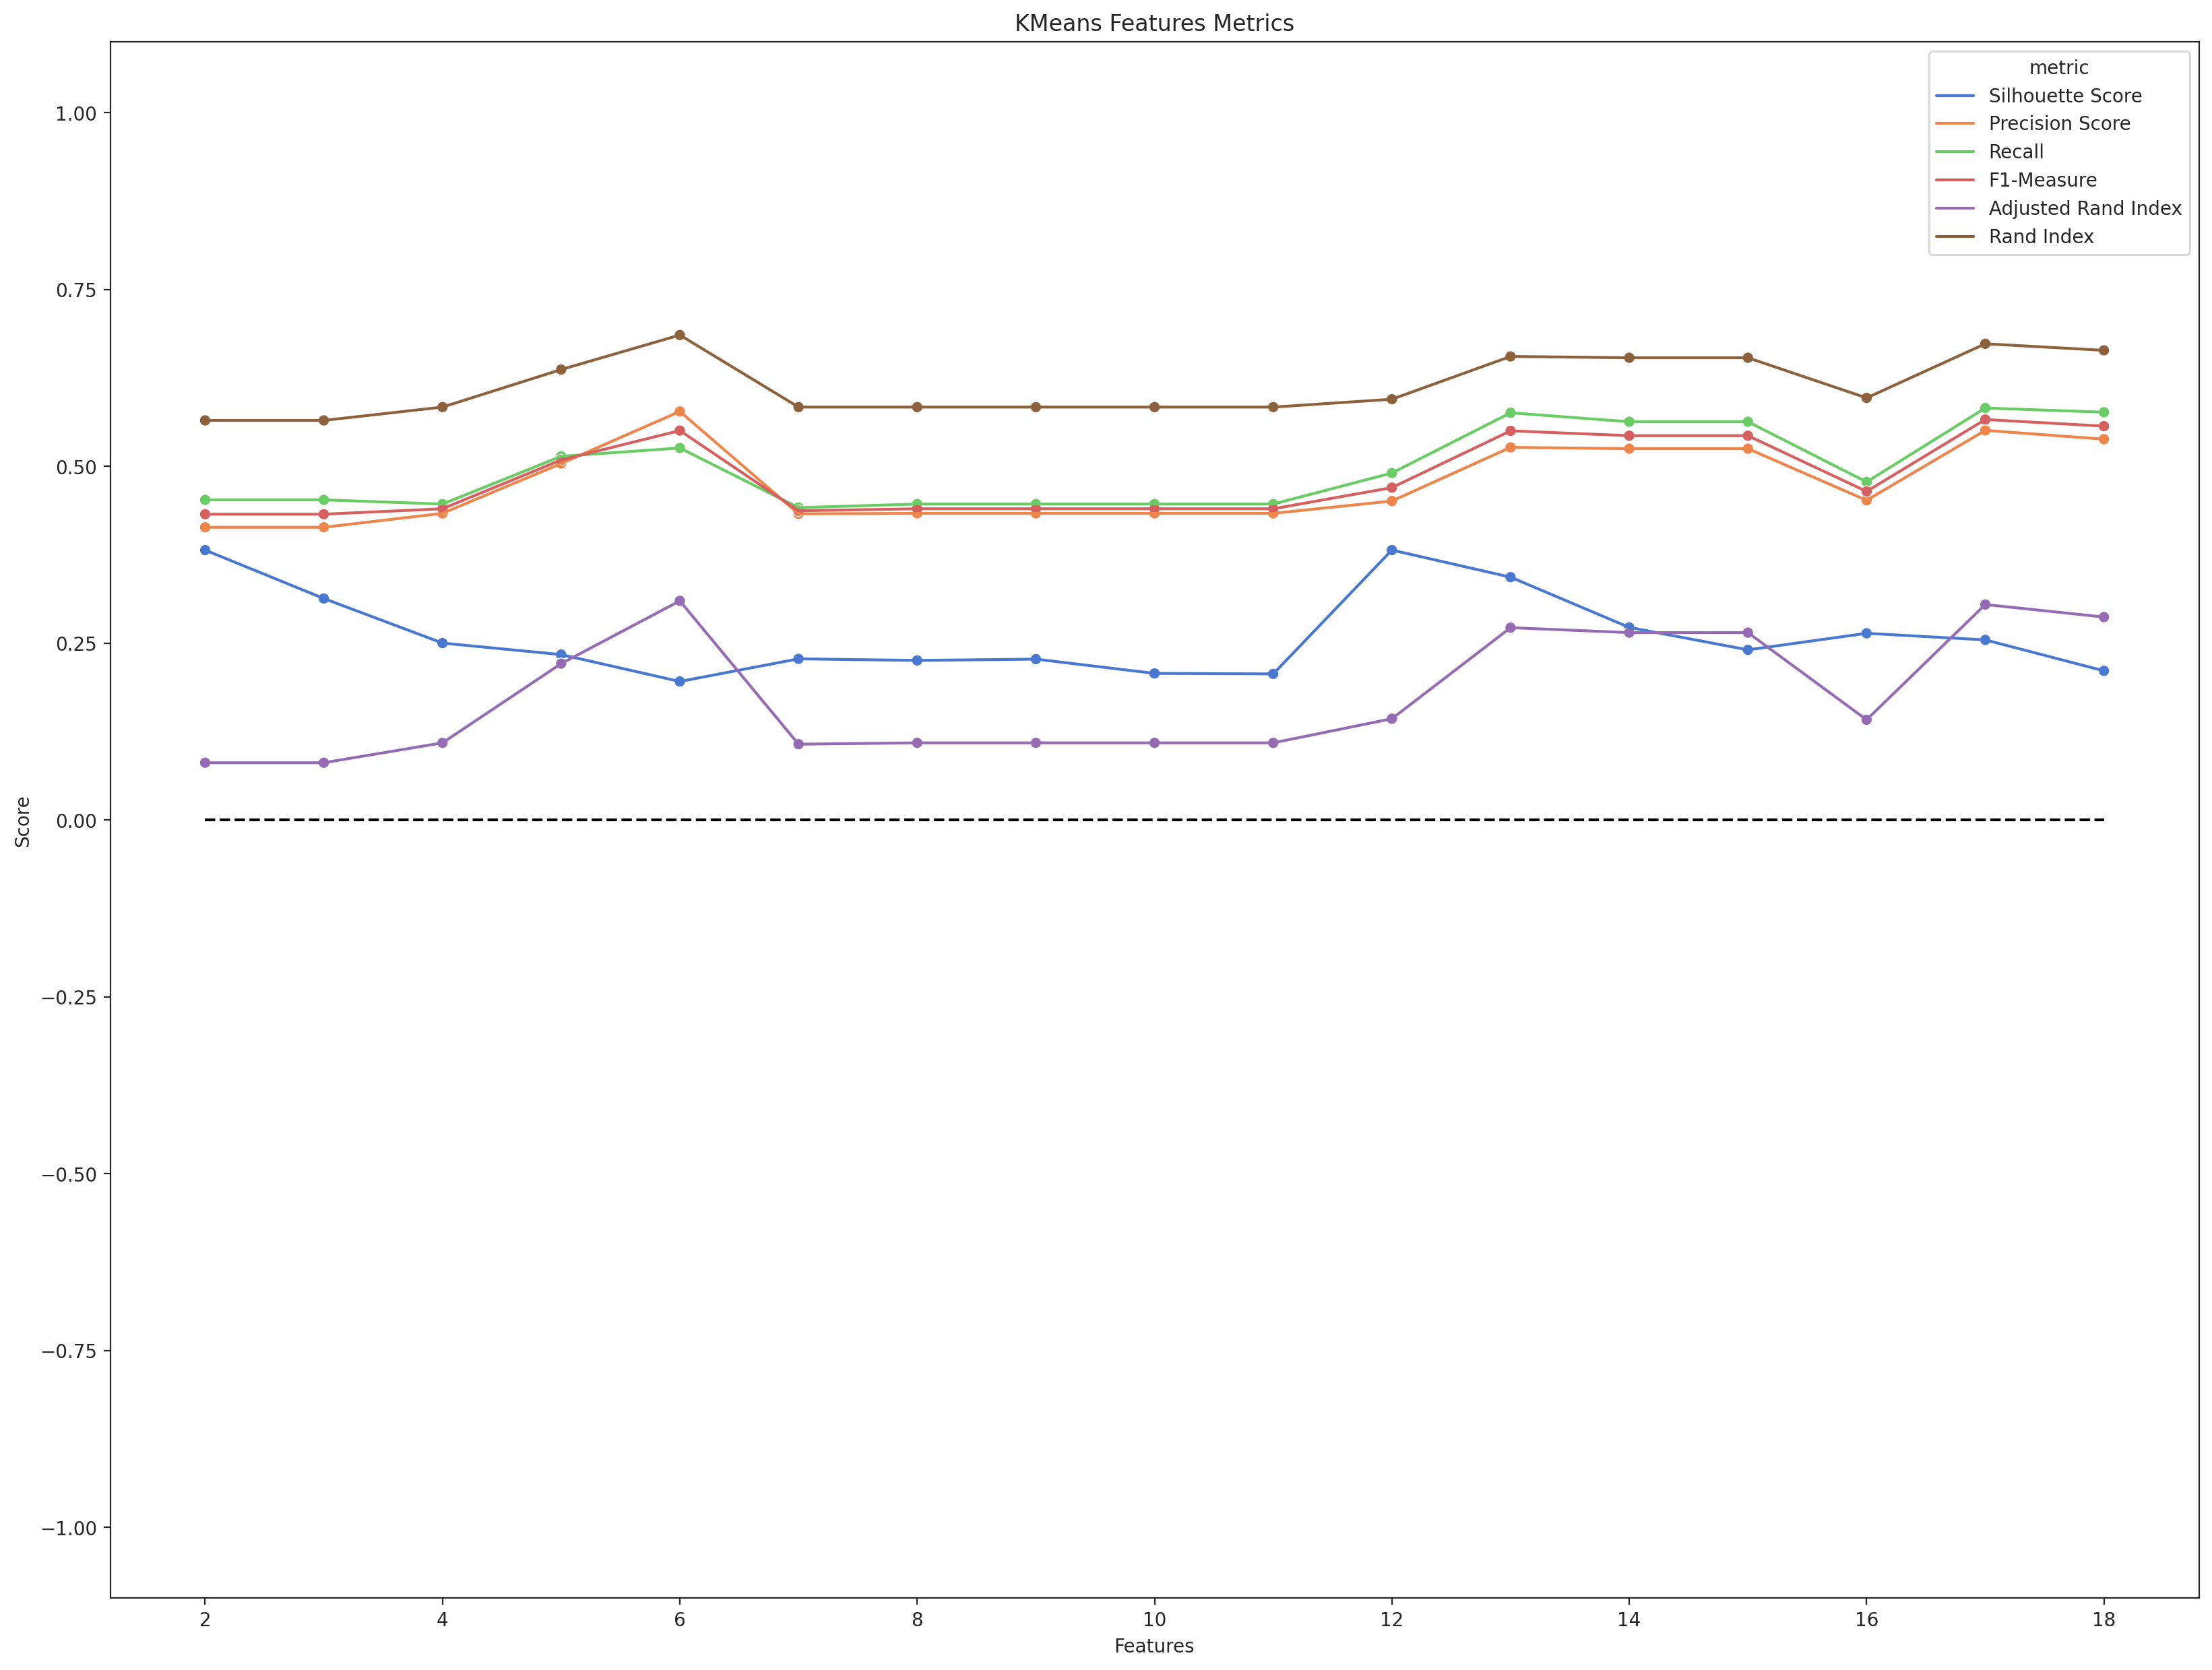 KMeans Features Metrics
metric
Silhouette Score
Precision Score
Recall
F1-Measure
Adjusted Rand Index
Rand Index
Score
1.00
0.75
0.50
0.25
0.00
−0.25
−0.50
−0.75
−1.00
2 4 6 8 10 12 14 16 18
Features